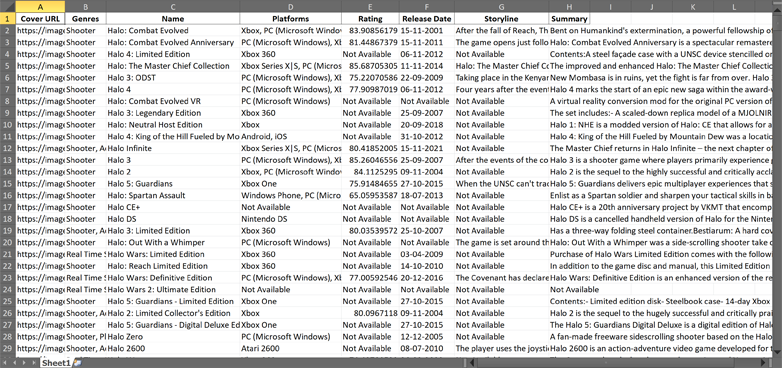 A B C D E F G H I J K L
1 Cover URL Genres Name Platforms Rating Release Date Storyline Summary
2 https://image Shooter Halo: Combat Evolved Xbox, PC (Microsoft Window 83.90856179 15-11-2001 After the fall of Reach, Th Bent on Humankind's extermination, a powerful fellowship of
3 https://image Shooter Halo: Combat Evolved Anniversary PC (Microsoft Windows), Xb 81.44867379 15-11-2011 The game opens just follo Halo: Combat Evolved Anniversary is a spectacular remastere
4 https://image Shooter Halo 4: Limited Edition Xbox 360 Not Available 06-11-2012 Not Available Contents:A steel façade case with a UNSC device stencilled or
5 https://image Shooter Halo: The Master Chief Collection Xbox Series X|S, PC (Micros 85.68705305 11-11-2014 Halo: The Master Chief Co The improved and enhanced Halo: The Master Chief Collection
6 https://image Shooter Halo 3: ODST PC (Microsoft Windows), Xb 75.22070586 22-09-2009 Taking place in the Kenyan New Mombasa is in ruins, yet the fight is far from over. Halo 3
7 https://image Shooter Halo 4 PC (Microsoft Windows), Xb 77.90987019 06-11-2012 Four years after the event Halo 4 marks the start of an epic new saga within the award-w
8 https://image Shooter Halo: Combat Evolved VR PC (Microsoft Windows) Not Available Not Available Not Available A virtual reality conversion mod for the original PC version of
9 https://image Shooter Halo 3: Legendary Edition Xbox 360 Not Available 25-09-2007 Not Available The set includes:- A scaled-down replica model of a MJOLNIR
10 https://image Shooter Halo: Neutral Host Edition Xbox Not Available 20-09-2018 Not Available Halo 1: NHE is a modded version of Halo: CE that allows for a
11 https://image Shooter Halo 4: King of the Hill Fueled by Mo Android, iOS Not Available 31-10-2012 Not Available Halo 4: King of the Hill Fueled by Mountain Dew was a locatio
12 https://image Shooter, Ad Halo Infinite Xbox Series X|S, PC (Micros 80.41852005 15-11-2021 Not Available The Master Chief returns in Halo Infinite – the next chapter of
13 https://image Shooter Halo 3 PC (Microsoft Windows), Xb 85.26046556 25-09-2007 After the events of the co Halo 3 is a shooter game where players primarily experience
14 https://image Shooter Halo 2 PC (Microsoft Windows), Xb 84.1125295 09-11-2004 Not Available Halo 2 is the sequel to the highly successful and critically accla
15 https://image Shooter Halo 5: Guardians Xbox One 75.91484655 27-10-2015 When the UNSC can't trac Halo 5: Guardians delivers epic multiplayer experiences that s
16 https://image Shooter Halo: Spartan Assault Windows Phone, PC (Micro 65.05953587 18-07-2013 Not Available Enlist as a Spartan soldier and sharpen your tactical skills in b
17 https://image Shooter Halo CE+ Not Available Not Available Not Available Not Available Halo CE+ is a 20th anniversary project by VKMT that encomp
18 https://image Shooter Halo DS Nintendo DS Not Available Not Available Not Available Halo DS is a cancelled handheld version of Halo for the Ninten
19 https://image Shooter, Ad Halo 3: Limited Edition Xbox 360 80.03539572 25-10-2007 Not Available Has a three-way folding steel container.Bestiarum: A hard cov
20 https://image Shooter Halo: Out With a Whimper PC (Microsoft Windows) Not Available Not Available The game is set around th Halo: Out With a Whimper was a side-scrolling shooter take o
21 https://image Real Time S Halo Wars: Limited Edition Xbox 360 Not Available 03-04-2009 Not Available Purchase of Halo Wars Limited Edition comes with the follow
22 https://image Shooter Halo: Reach Limited Edition Xbox 360 Not Available 14-10-2010 Not Available In addition to the game disc and manual, this Limited Edition
23 https://image Real Time S Halo Wars: Definitive Edition PC (Microsoft Windows), Xb 77.00592546 20-12-2016 The Covenant has declare Halo Wars: Definitive Edition is an enhanced version of the re
24 https://image Real Time S Halo Wars 2: Ultimate Edition Not Available Not Available Not Available Not Available Not Available
25 https://image Shooter Halo 5: Guardians - Limited Edition Xbox One Not Available 27-10-2015 Not Available Contents:- Limited edition disk- Steelbook case- 14-day Xbox
26 https://image Shooter, Ad Halo 2: Limited Collector's Edition Xbox 80.0967118 09-11-2004 Not Available Halo 2 is the sequel to the hugely successful and critically prai
27 https://image Shooter Halo 5: Guardians - Digital Deluxe Ed Xbox One Not Available 27-10-2015 Not Available The Halo 5: Guardians Digital Deluxe is a digital edition of Halo
28 https://image Shooter, Pl Halo Zero PC (Microsoft Windows) Not Available 12-12-2005 Not Available A fan-made freeware sidescrolling shooter based on the Halo
29 https://image Shooter, Ad Halo 2600 Atari 2600 Not Available 08-07-2010 The player uses the joysti Halo 2600 is an action-adventure video game developed for t
Sheet1